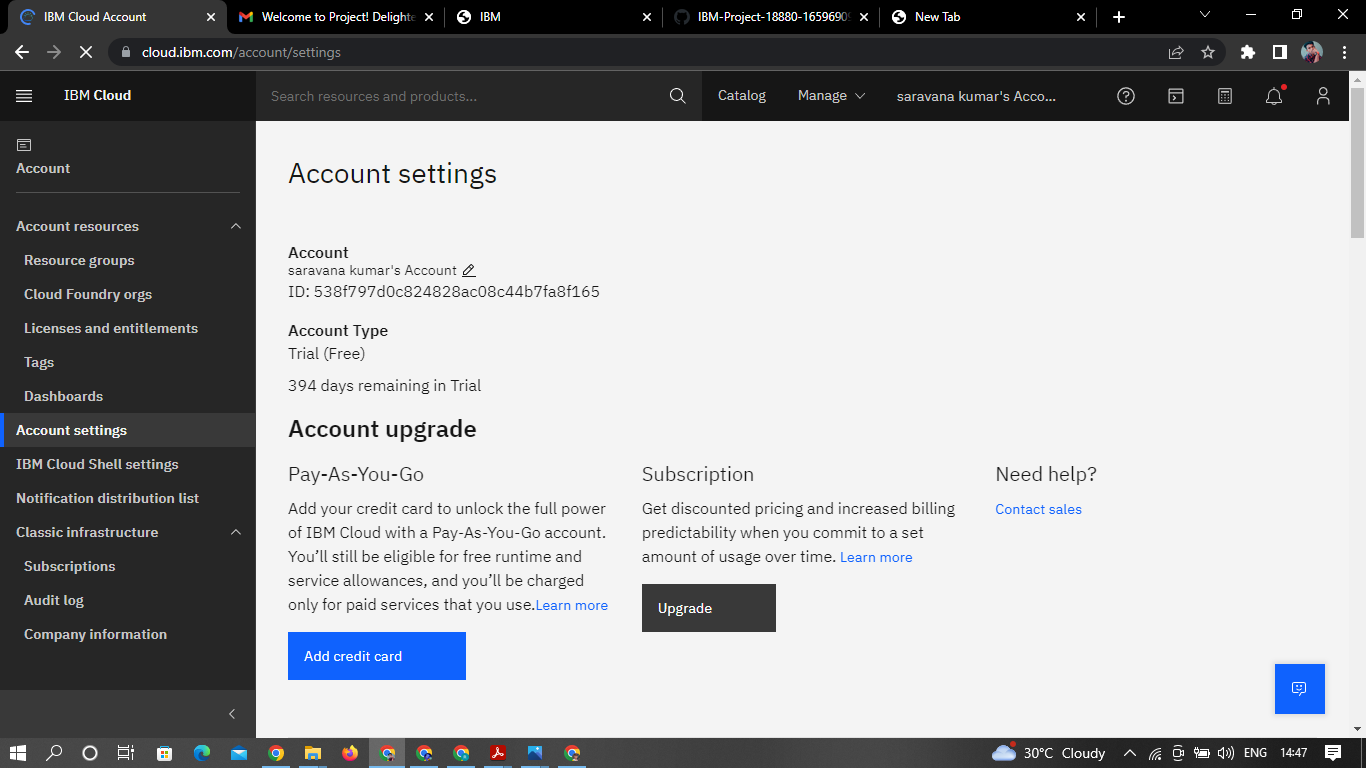 IBM Cloud Account
Welcome to Project! Delighte
IBM
IBM-Project-18880-1659690
New Tab
cloud.ibm.com/account/settings
IBM Cloud
Search resources and products...
Catalog
Manage
saravana kumar's Acco...
Account
Account resources
Resource groups
Cloud Foundry orgs
Licenses and entitlements
Tags
Dashboards
Account settings
IBM Cloud Shell settings
Notification distribution list
Classic infrastructure
Subscriptions
Audit log
Company information
Account settings
Account
saravana kumar's Account
ID: 538f797d0c824828ac08c44b7fa8f165
Account Type
Trial (Free)
394 days remaining in Trial
Account upgrade
Pay-As-You-Go
Add your credit card to unlock the full power
of IBM Cloud with a Pay-As-You-Go account.
You’ll still be eligible for free runtime and
service allowances, and you’ll be charged
only for paid services that you use.Learn more
Add credit card
Subscription
Get discounted pricing and increased billing
predictability when you commit to a set
amount of usage over time. Learn more
Upgrade
Need help?
Contact sales
30°C Cloudy
ENG
14:47